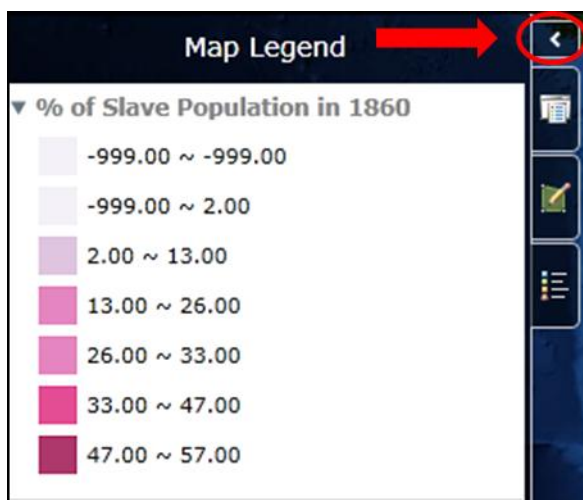 Map Legend
% of Slave Population in 1860
-999.00 ~ -999.00
-999.00 ~ 2.00
2.00 ~ 13.00
13.00 ~ 26.00
26.00 ~ 33.00
33.00 ~ 47.00
47.00 ~ 57.00